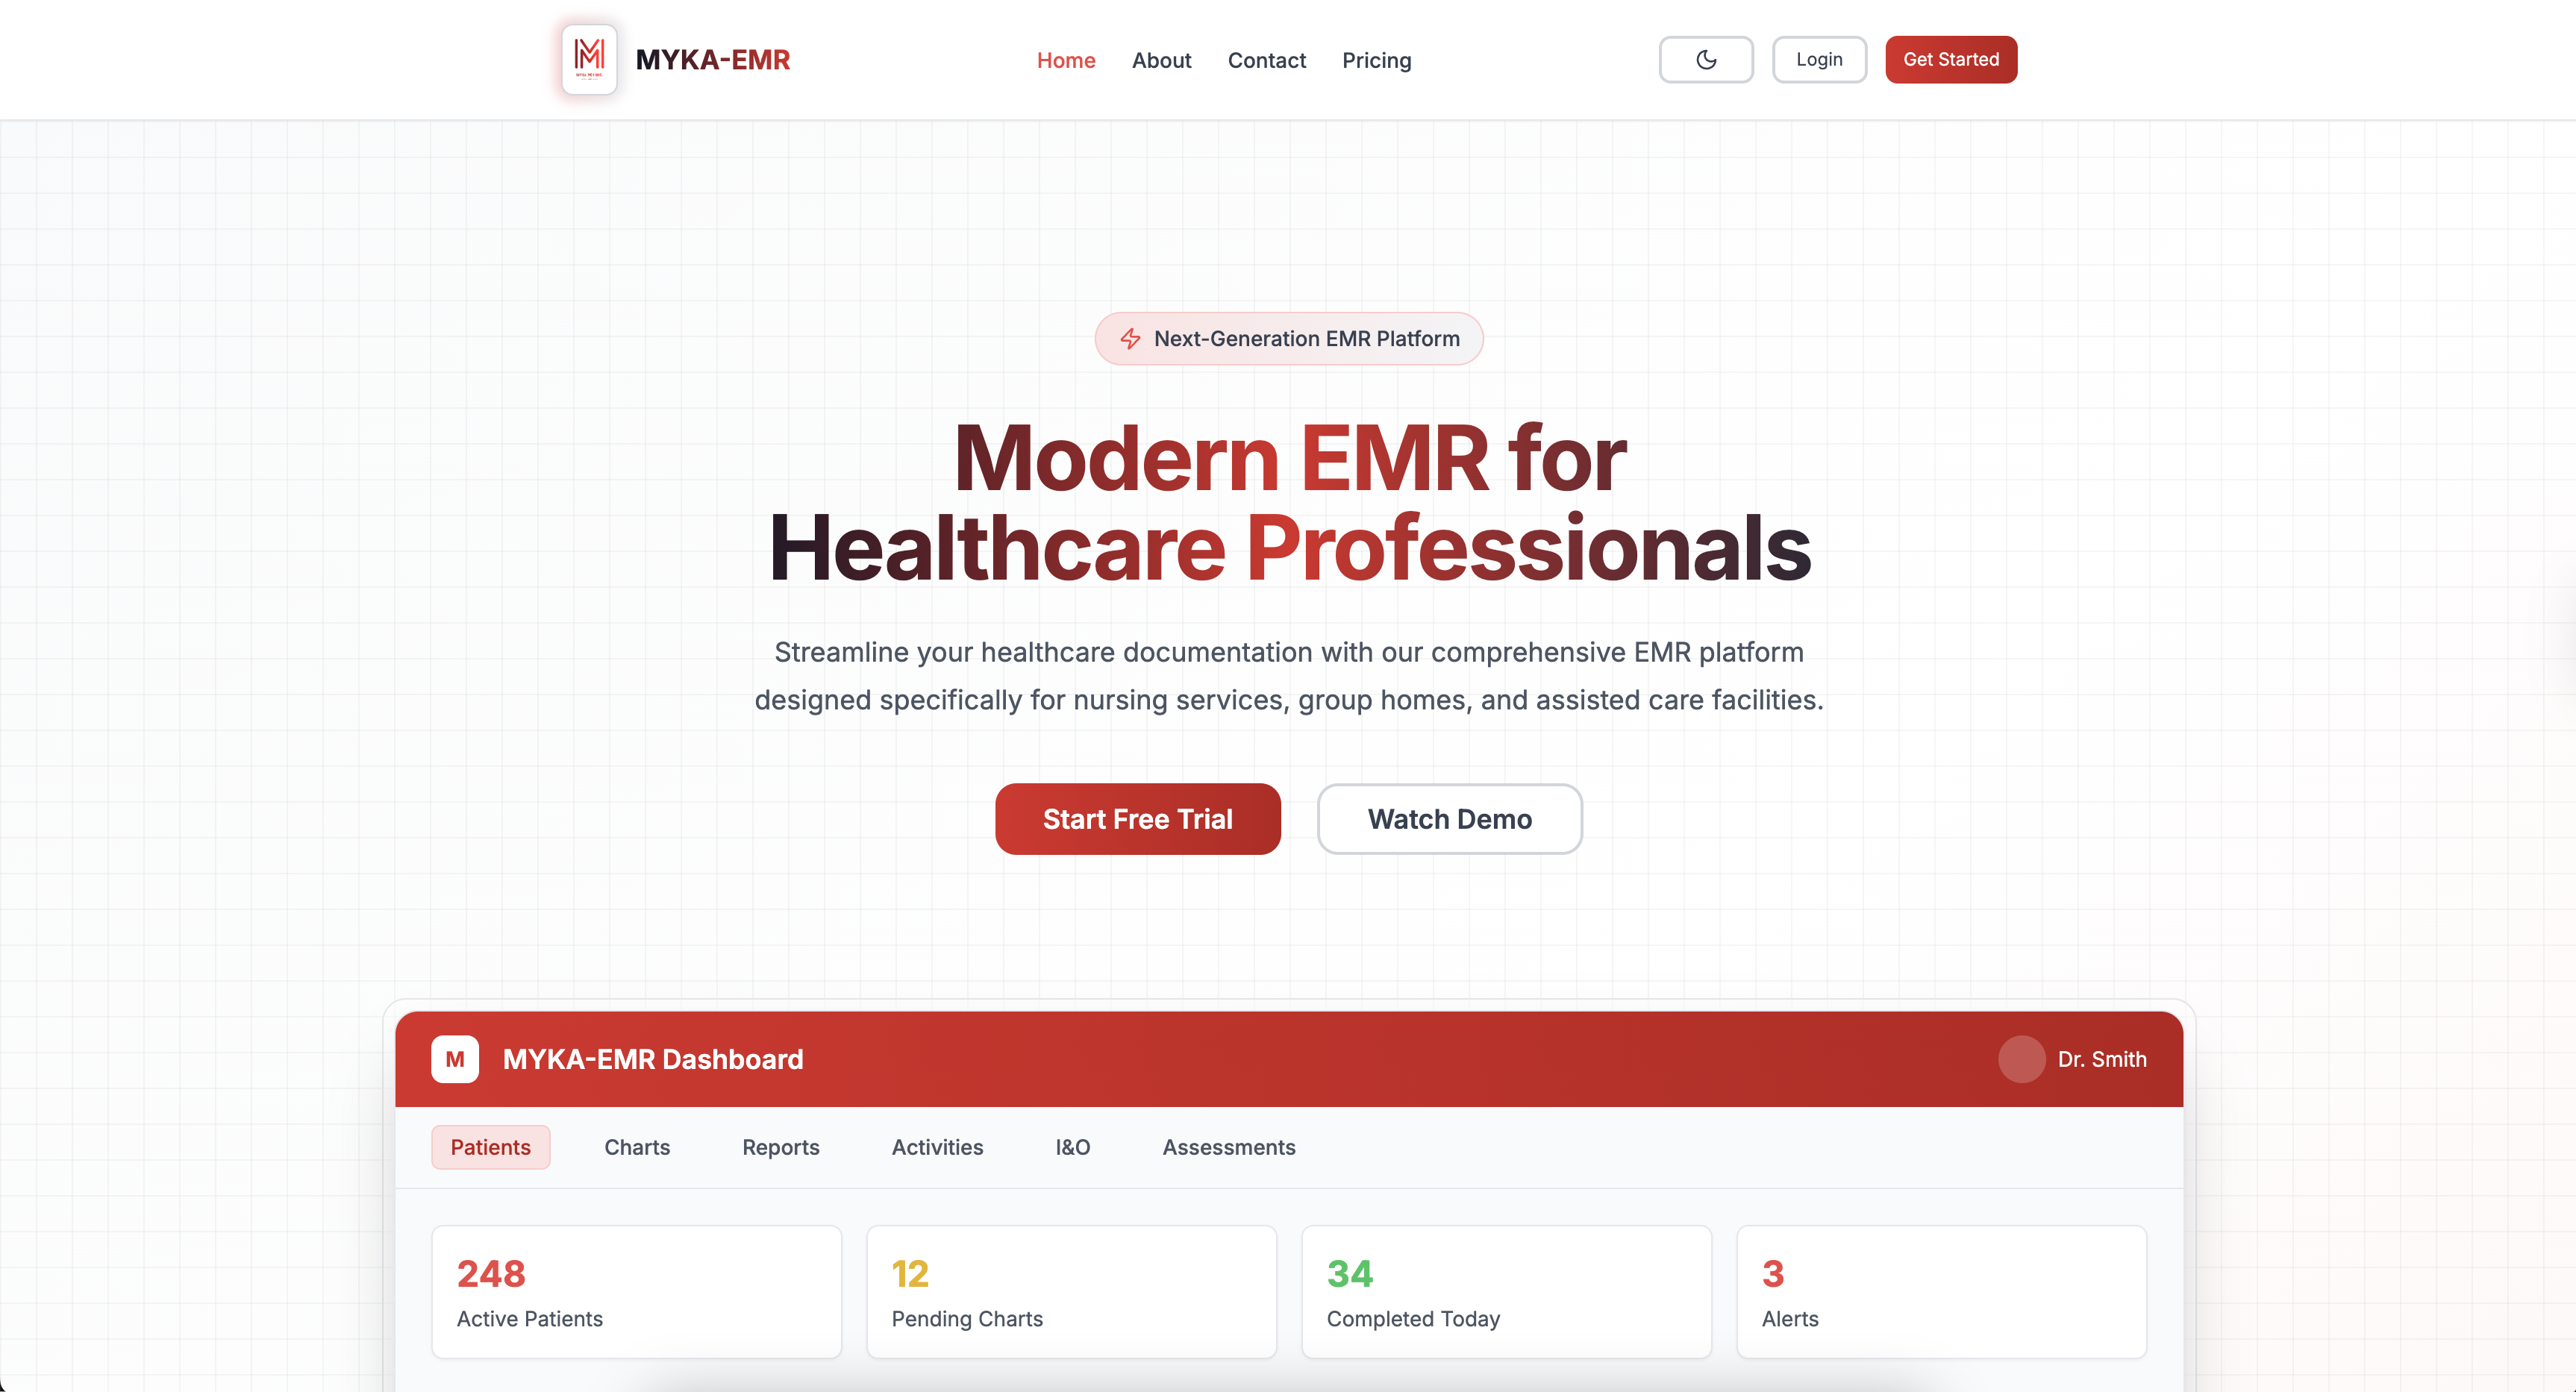 MYKA-EMR
Home About Contact Pricing
Login
Get Started
Next-Generation EMR Platform
Modern EMR for
Healthcare Professionals
Streamline your healthcare documentation with our comprehensive EMR platform
designed specifically for nursing services, group homes, and assisted care facilities.
Start Free Trial
Watch Demo
M
MYKA-EMR Dashboard
Dr. Smith
Patients Charts Reports Activities I&O Assessments
248
Active Patients
12
Pending Charts
34
Completed Today
3
Alerts